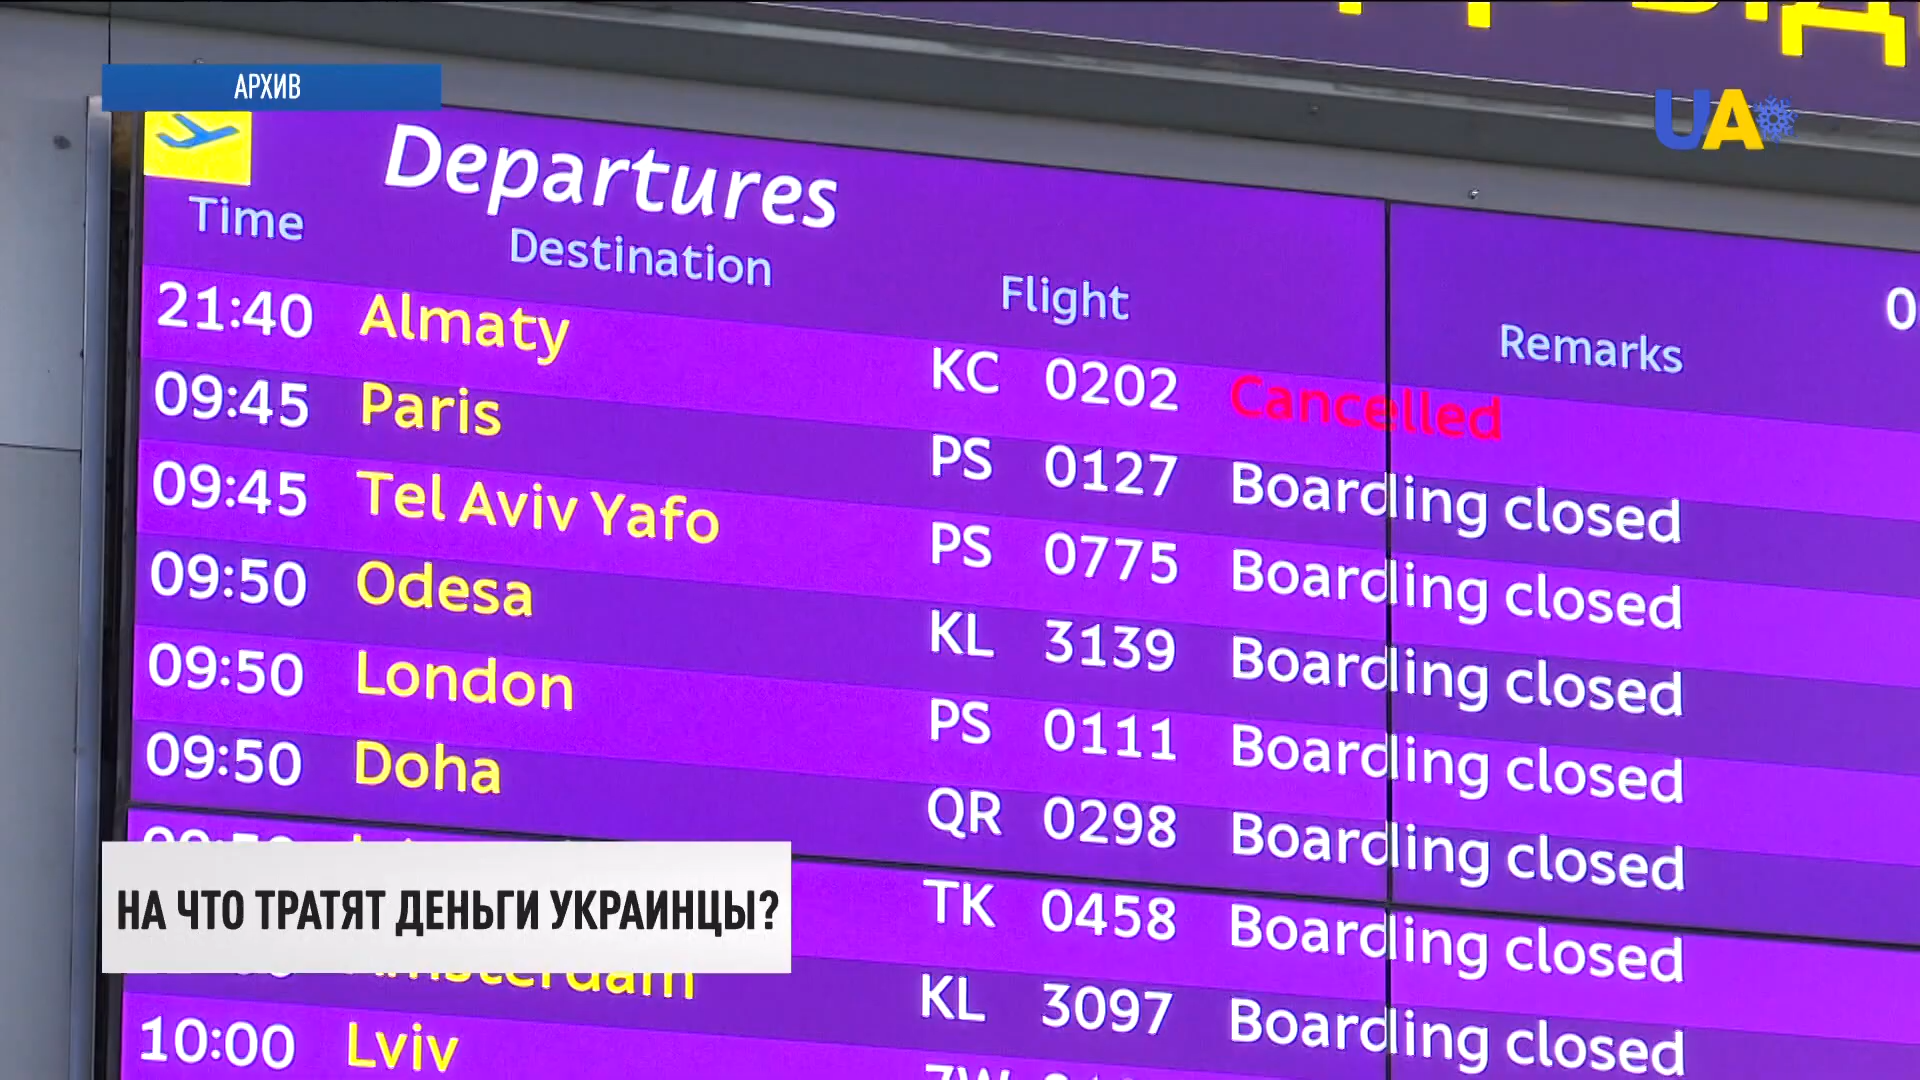 АРХИВ
UA
Departures
Time Destination Flight Remarks
21:40 Almaty KC 0202 Cancelled
09:45 Paris PS 0127 Boarding closed
09:45 Tel Aviv Yafo PS 0775 Boarding closed
09:50 Odesa KL 3139 Boarding closed
09:50 London PS 0111 Boarding closed
09:50 Doha QR 0298 Boarding closed
TK 0458 Boarding closed
Amsterdam KL 3097 Boarding closed
10:00 Lviv
НА ЧТО ТРАТЯТ ДЕНЬГИ УКРАИНЦЫ?